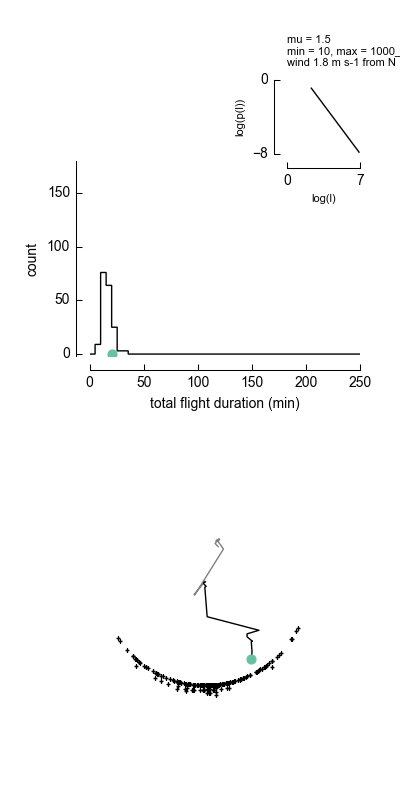 mu = 1.5
min = 10, max = 1000_
wind 1.8 m s-1 from N
0
−8
log(p(l))
0 7
log(l)
150
100
50
0
count
0 50 100 150 200 250
total flight duration (min)